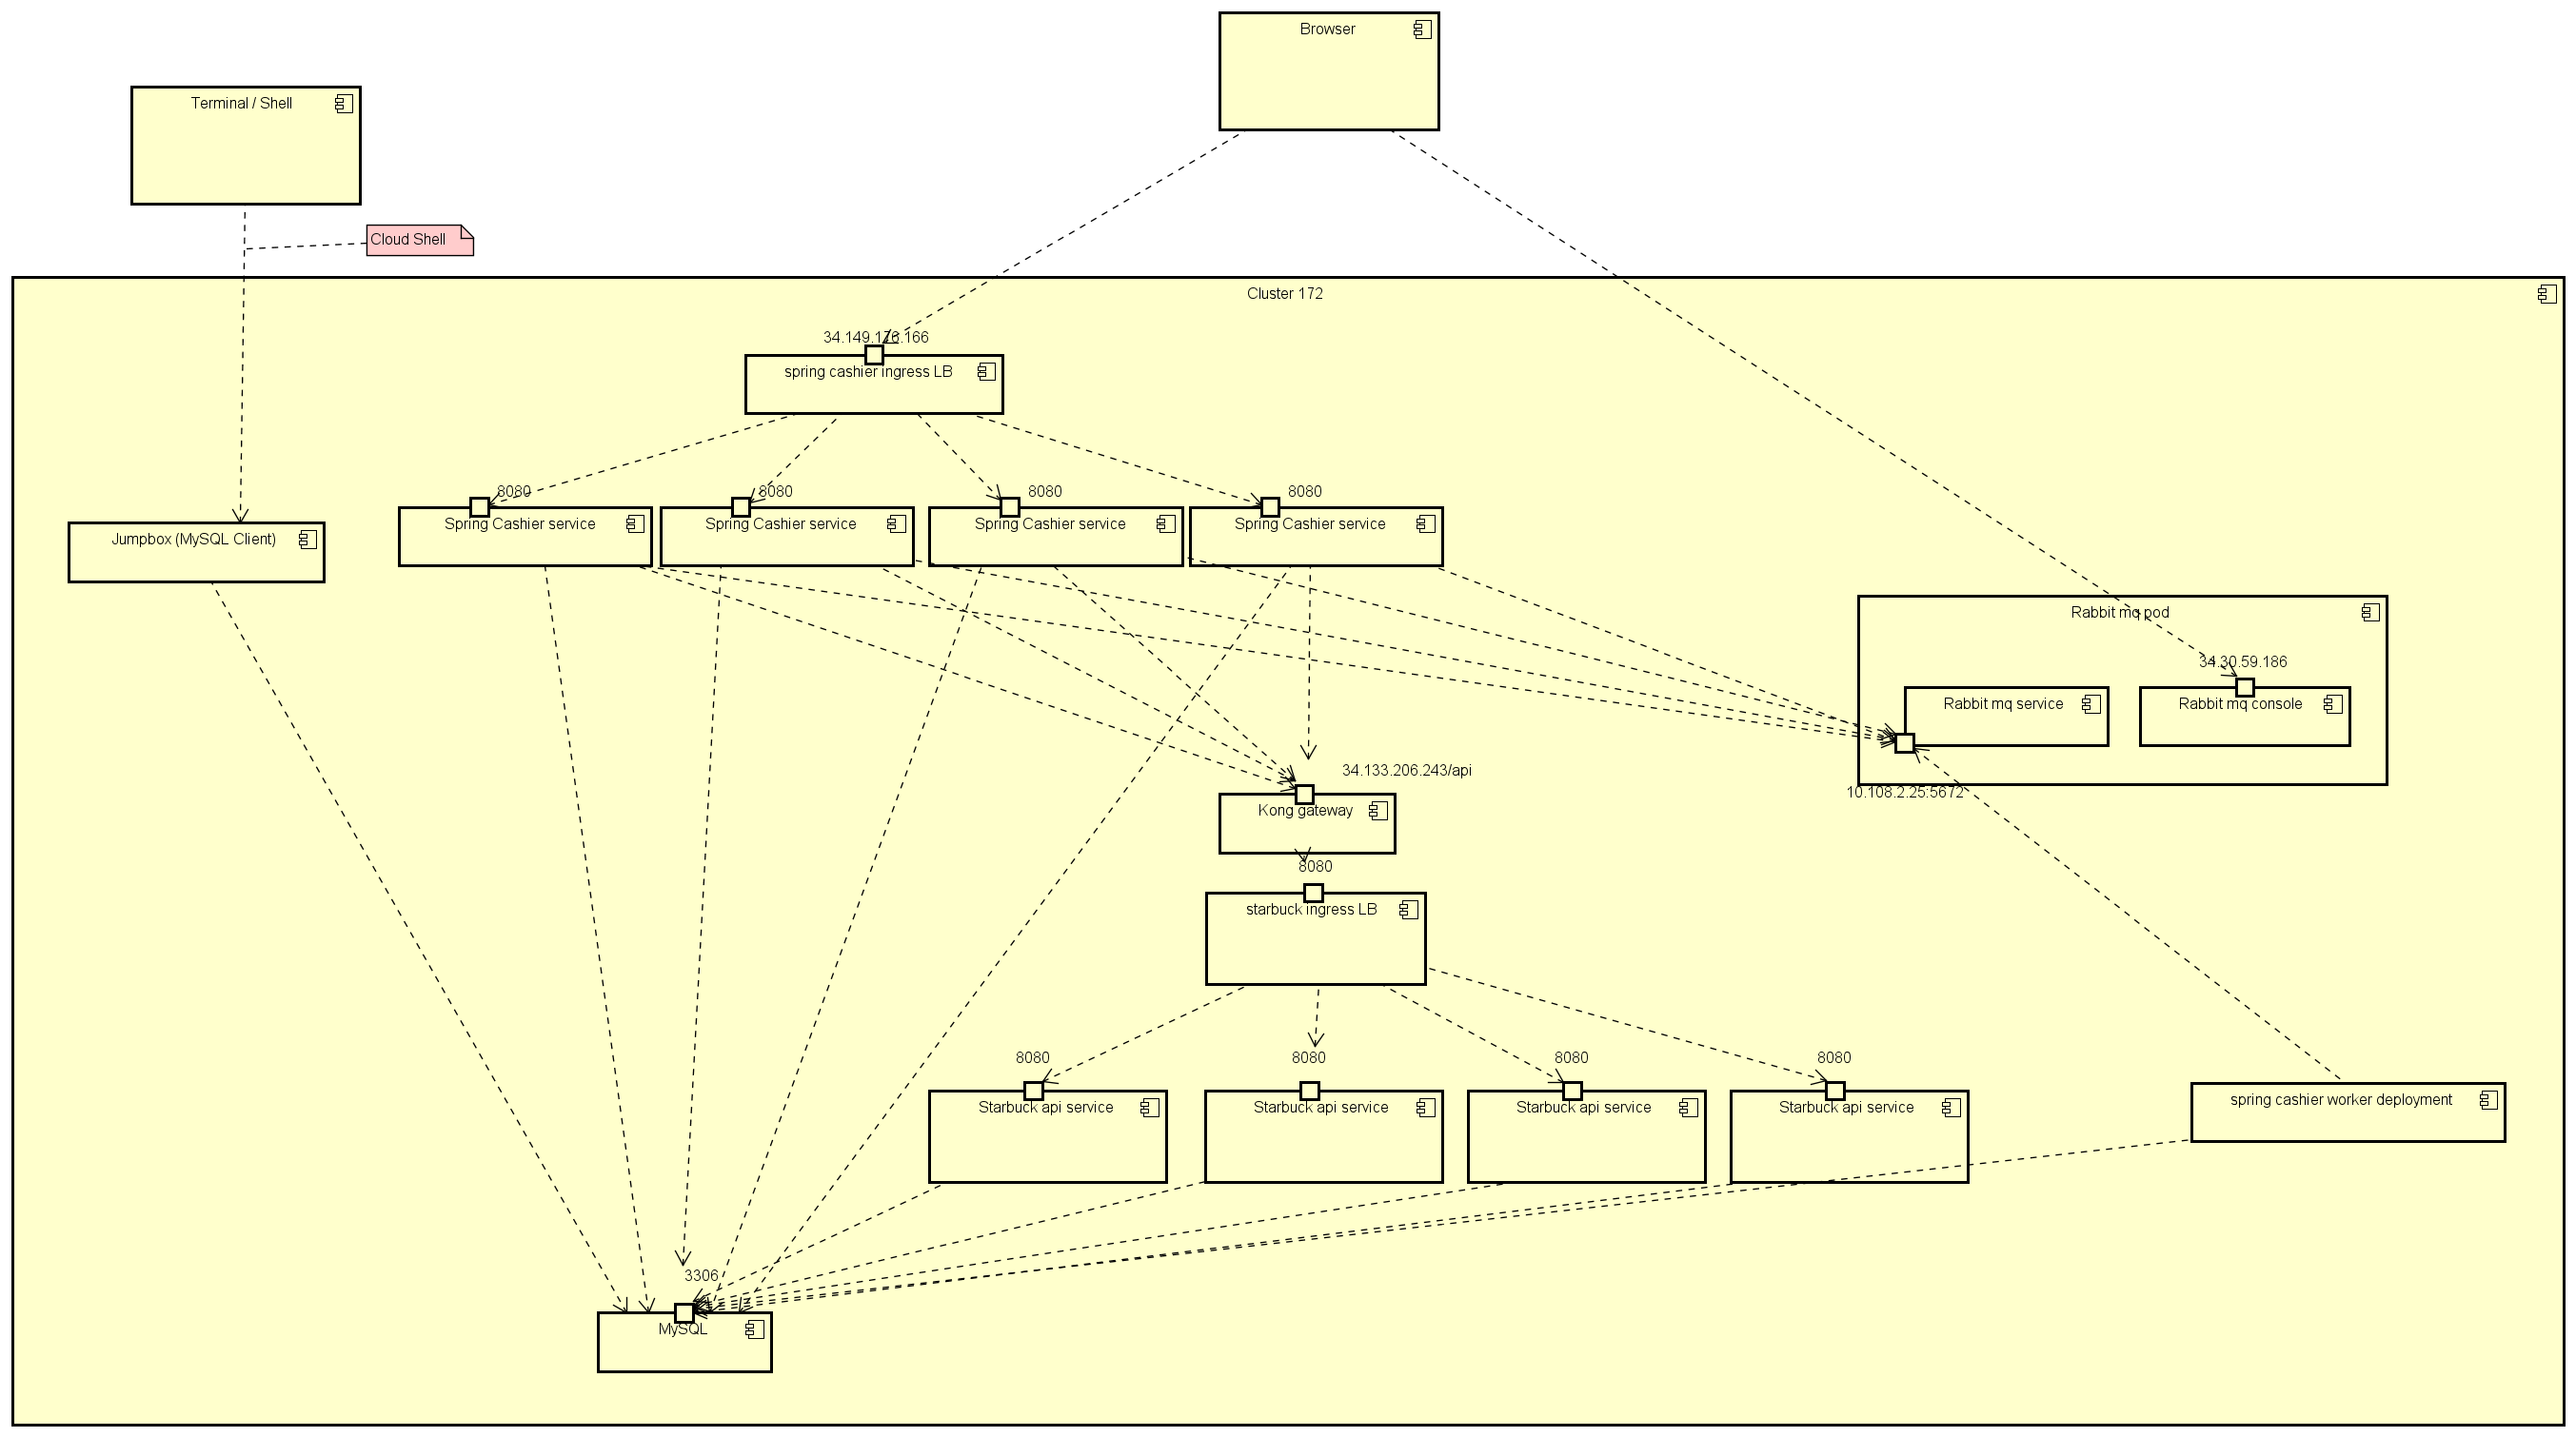 Browser
Terminal / Shell
Cloud Shell
Cluster 172
34.149.176.166
spring cashier ingress LB
8080
8080
8080
8080
Spring Cashier service
Spring Cashier service
Spring Cashier service
Spring Cashier service
Jumpbox (MySQL Client)
Rabbit mq pod
34.30.59.186
Rabbit mq service
Rabbit mq console
34.133.206.243/api
10.108.2.25:5672
Kong gateway
8080
starbuck ingress LB
8080
8080
8080
8080
Starbuck api service
Starbuck api service
Starbuck api service
Starbuck api service
spring cashier worker deployment
3306
MySQL